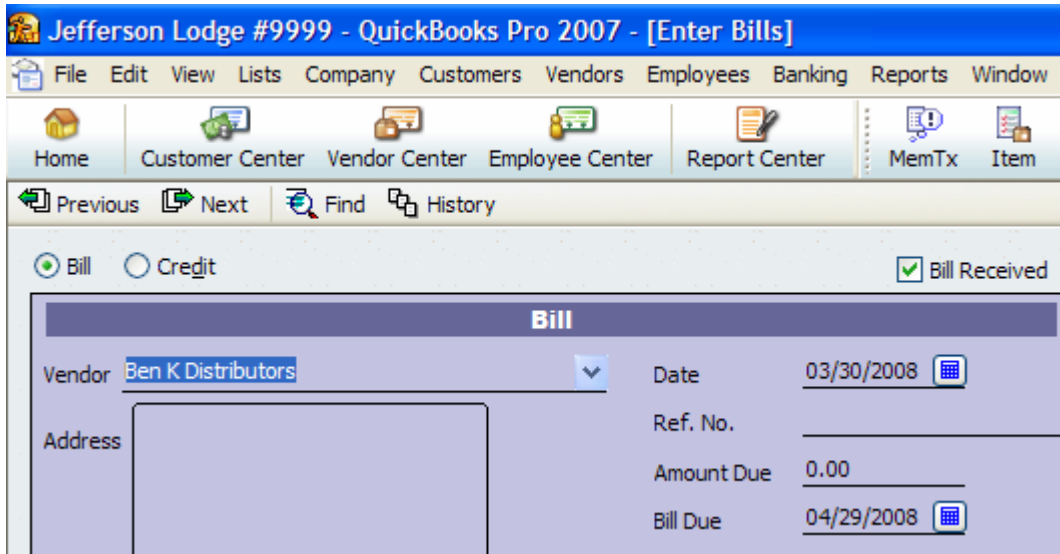 Jefferson Lodge #9999 - QuickBooks Pro 2007 - [Enter Bills]
File Edit View Lists Company Customers Vendors Employees Banking Reports Window
Home Customer Center Vendor Center Employee Center Report Center MemTx Item
Previous Next Find History
Bill Credit Bill Received
Bill
Vendor Ben K Distributors Date 03/30/2008
Address Ref. No.
Amount Due 0.00
Bill Due 04/29/2008